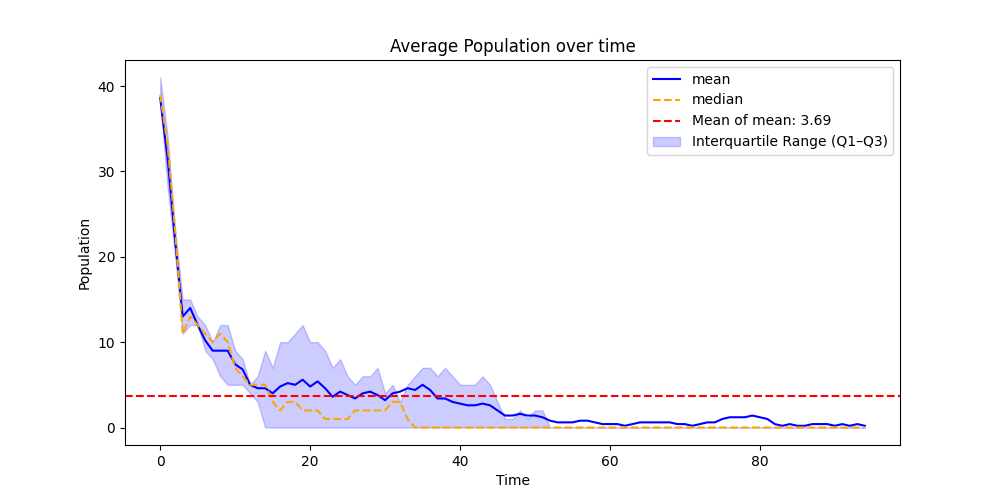 Average Population over time
mean
median
Mean of mean: 3.69
Interquartile Range (Q1–Q3)
Population
40
30
20
10
0
0 20 40 60 80
Time